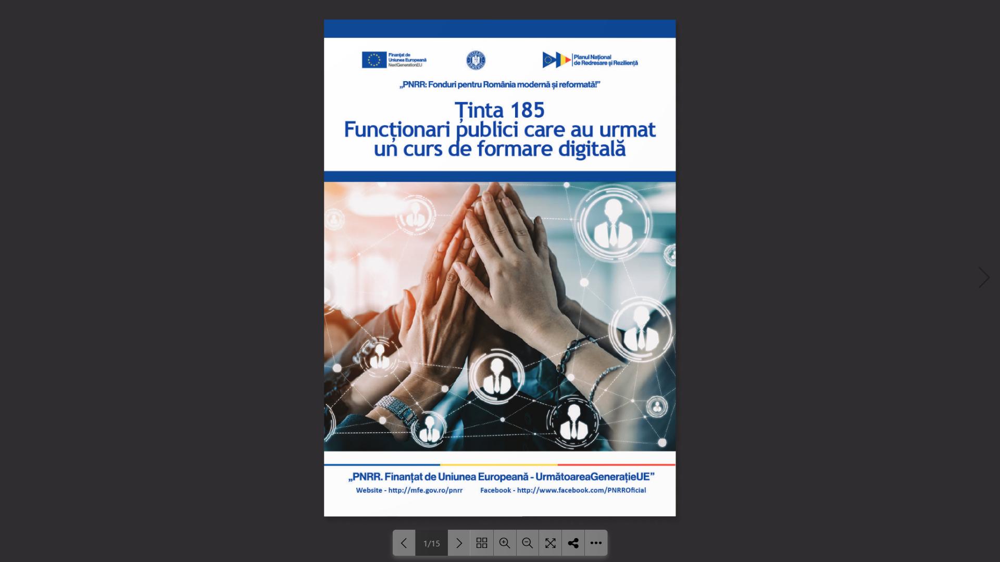 Finanțat de
Uniunea Europeană
NextGenerationEU
GUVERNUL ROMÂNIEI
Planul Național
de Redresare și Reziliență
„PNRR: Fonduri pentru România modernă și reformată!”
Ținta 185
Funcționari publici care au urmat
un curs de formare digitală
„PNRR. Finanțat de Uniunea Europeană - UrmătoareaGenerațieUE”
Website - http://mfe.gov.ro/pnrr Facebook - http://www.facebook.com/PNRROficial
1/15